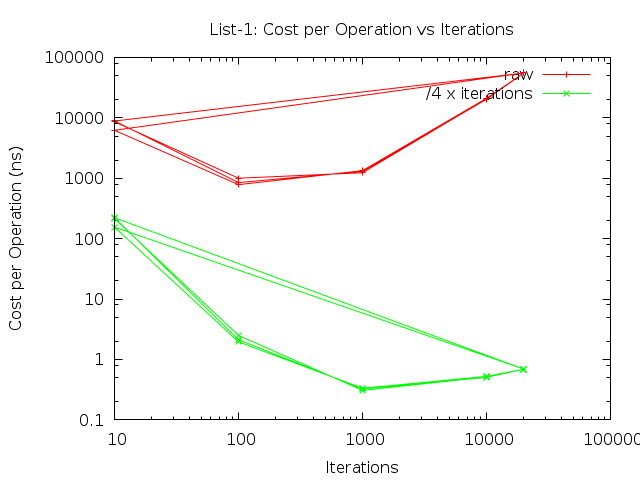 List-1: Cost per Operation vs Iterations
100000
10000
1000
100
10
1
0.1
Cost per Operation (ns)
raw
/4 x iterations
10 100 1000 10000 100000
Iterations